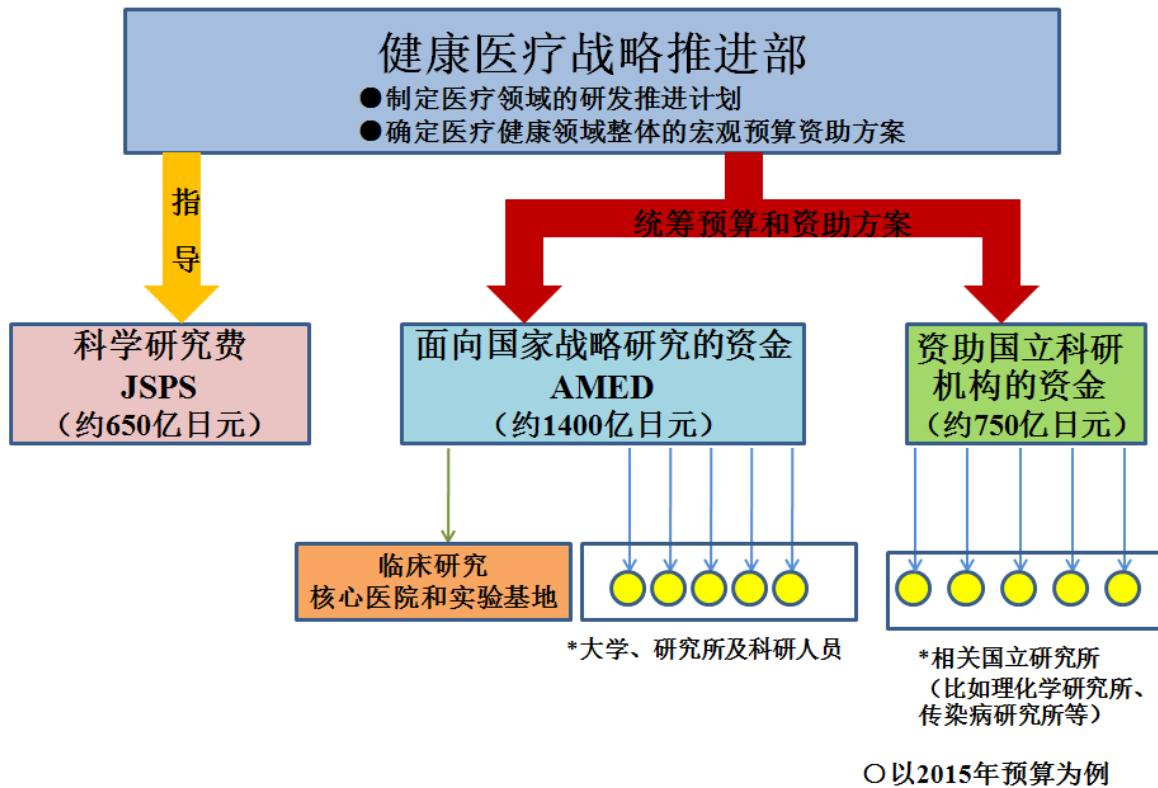 健康医疗战略推进部
●制定医疗领域的研发推进计划
●确定医疗健康领域整体的宏观预算资助方案
指
导
统筹预算和资助方案
科学研究费
JSPS
（约650亿日元）
面向国家战略研究的资金
AMED
（约1400亿日元）
资助国立科研
机构的资金
（约750亿日元）
临床研究
核心医院和实验基地
*大学、研究所及科研人员
*相关国立研究所
（比如理化学研究所、
传染病研究所等）
〇以2015年预算为例